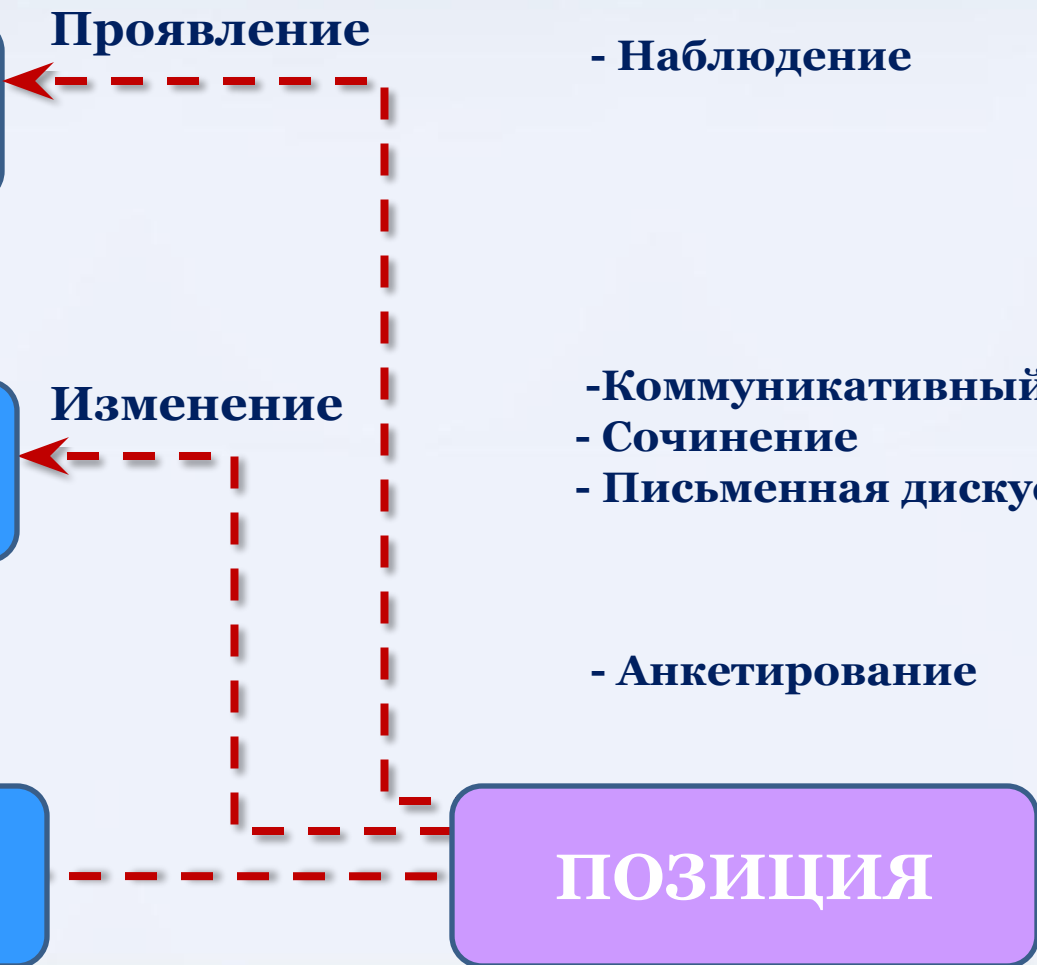 Проявление
- Наблюдение
Изменение
-Коммуникативный
- Сочинение
- Письменная
- Анкетирование
ПОЗИЦИЯ